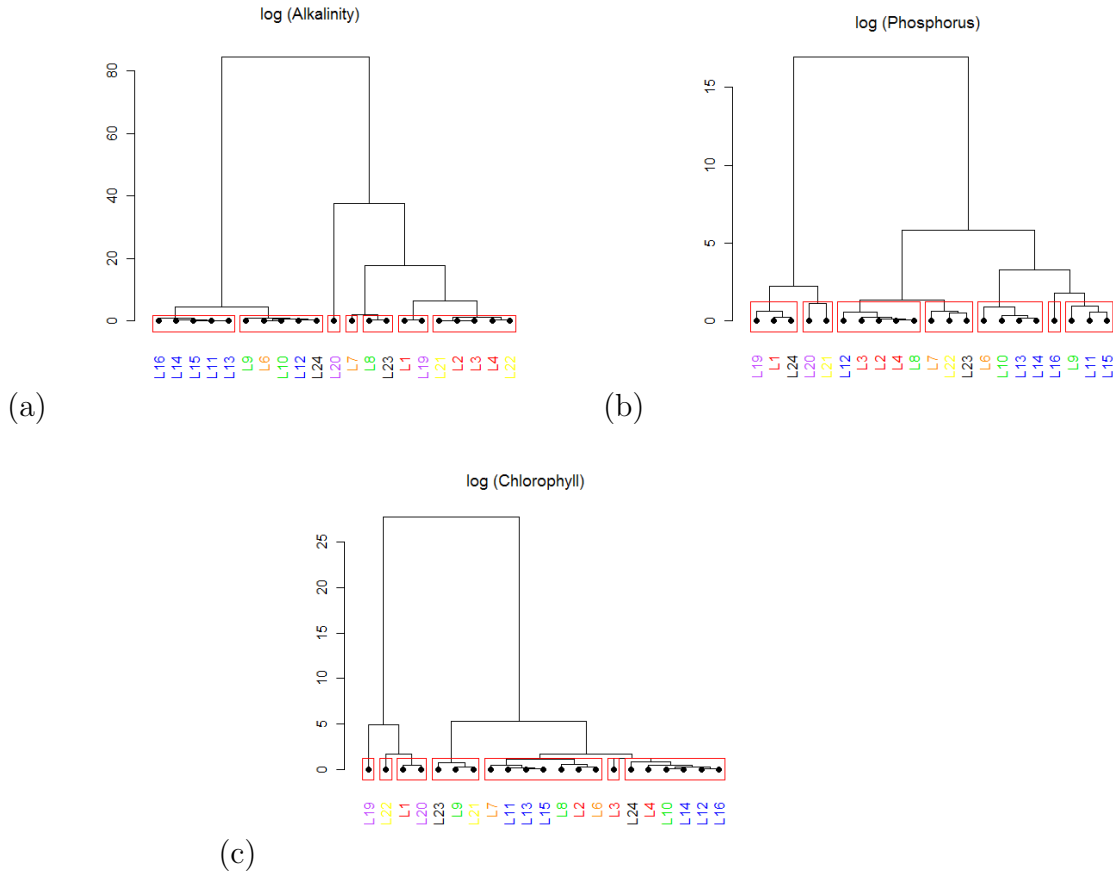 log (Alkalinity)
80
60
40
20
0
L16 L14 L15 L11 L13 L9 L6 L10 L12 L24 L20 L7 L8 L23 L1 L19 L21 L2 L3 L4 L22
(a)
log (Phosphorus)
15
10
5
0
L19 L1 L24 L20 L21 L12 L3 L2 L4 L8 L7 L22 L23 L6 L10 L13 L14 L16 L9 L11 L15
(b)
log (Chlorophyll)
25
20
15
10
5
0
L19 L22 L1 L20 L23 L9 L21 L7 L11 L13 L15 L8 L2 L6 L3 L24 L4 L10 L14 L12 L16
(c)